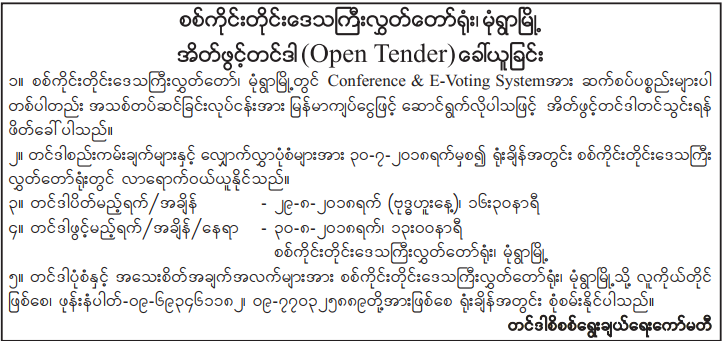 စစ်ကိုင်းတိုင်းဒေသကြီးလွှတ်တော်ရုံး၊ မုံရွာမြို့
အိတ်ဖွင့်တင်ဒါ (Open Tender) ခေါ်ယူခြင်း
၁။ စစ်ကိုင်းတိုင်းဒေသကြီးလွှတ်တော်၊ မုံရွာမြို့တွင် Conference & E-Voting Systemအား ဆက်စပ်ပစ္စည်းများပါ
တစ်ပါတည်း အသစ်တပ်ဆင်ခြင်းလုပ်ငန်းအား မြန်မာကျပ်ငွေဖြင့် ဆောင်ရွက်လိုပါသဖြင့် အိတ်ဖွင့်တင်ဒါတင်သွင်းရန်
ဖိတ်ခေါ်ပါသည်။
၂။ တင်ဒါစည်းကမ်းချက်များနှင့် လျှောက်လွှာပုံစံများအား ၃၀-၇-၂၀၁၈ရက်မှစ၍ ရုံးချိန်အတွင်း စစ်ကိုင်းတိုင်းဒေသကြီး
လွှတ်တော်ရုံးတွင် လာရောက်ဝယ်ယူနိုင်သည်။
၃။ တင်ဒါပိတ်မည့်ရက်/အချိန် - ၂၉-၈-၂၀၁၈ရက် (ဗုဒ္ဓဟူးနေ့)၊ ၁၆း၃၀နာရီ
၄။ တင်ဒါဖွင့်မည့်ရက်/အချိန်/နေရာ - ၃၀-၈-၂၀၁၈ရက်၊ ၁၃း၀၀နာရီ
စစ်ကိုင်းတိုင်းဒေသကြီးလွှတ်တော်ရုံး၊ မုံရွာမြို့
၅။ တင်ဒါပုံစံနှင့် အသေးစိတ်အချက်အလက်များအား စစ်ကိုင်းတိုင်းဒေသကြီးလွှတ်တော်ရုံး၊ မုံရွာမြို့သို့ လူကိုယ်တိုင်
ဖြစ်စေ၊ ဖုန်းနံပါတ်-၀၉-၆၉၃၄၆၁၁၈၂၊ ၀၉-၇၇၀၃၂၅၈၈၉တို့အားဖြစ်စေ ရုံးချိန်အတွင်း စုံစမ်းနိုင်ပါသည်။
တင်ဒါစိစစ်ရွေးချယ်ရေးကော်မတီ